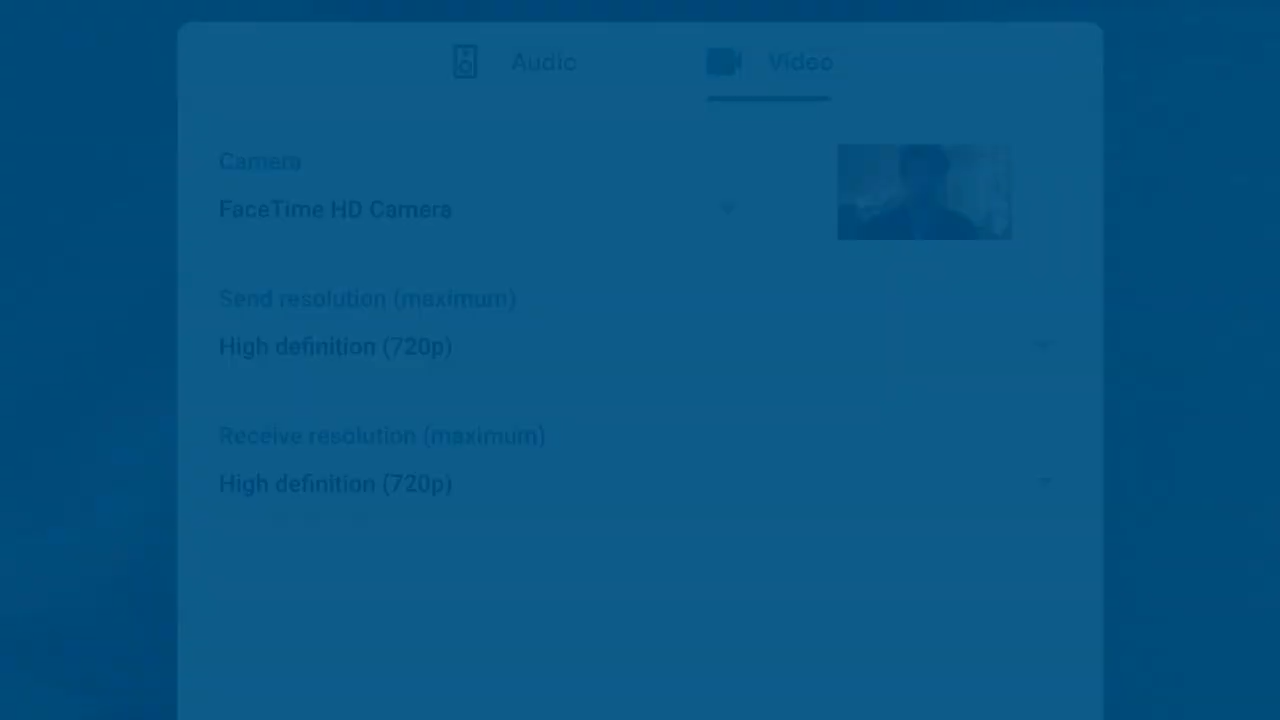 Audio
Video
Camera
FaceTime HD Camera
Send resolution (maximum)
High definition (720p)
Receive resolution (maximum)
High definition (720p)